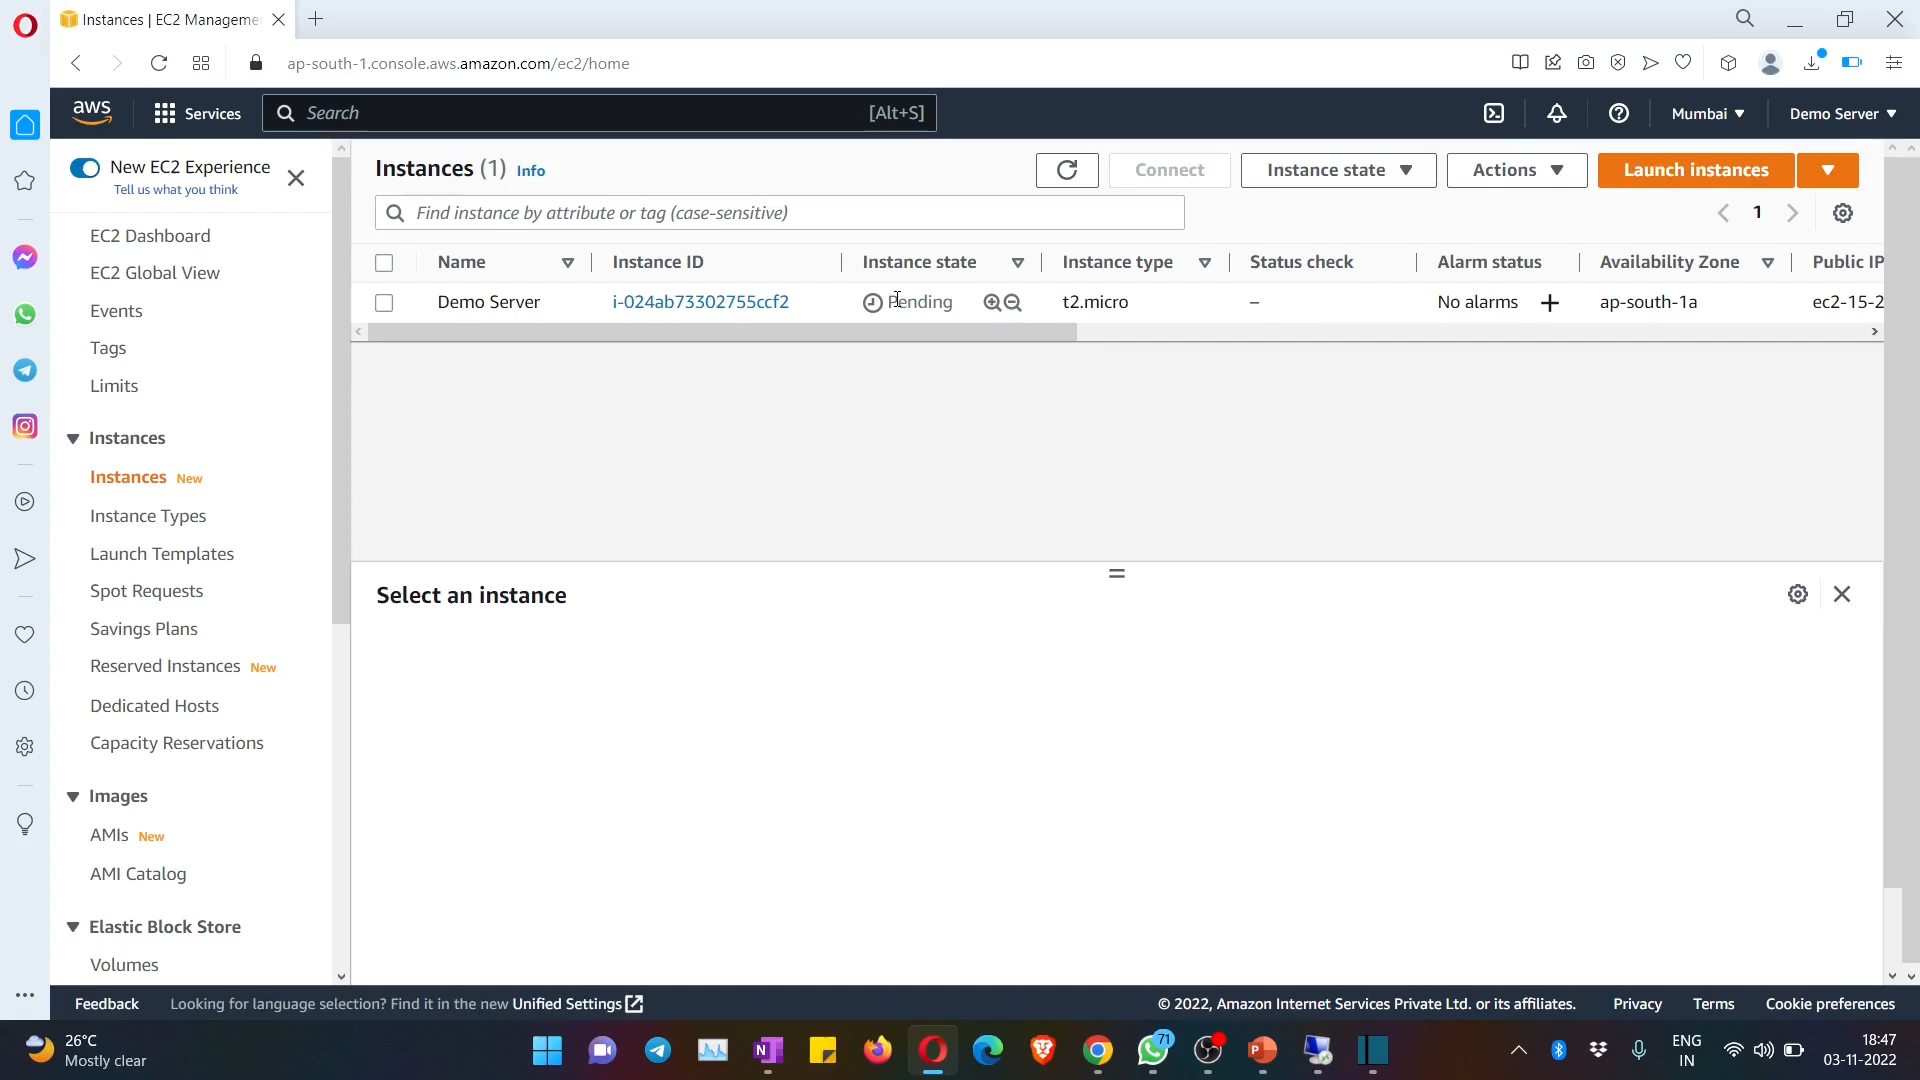 Instances | EC2 Manageme
ap-south-1.console.aws.amazon.com/ec2/home
aws
Services
Search
[Alt+S]
Mumbai
Demo Server
New EC2 Experience
Tell us what you think
EC2 Dashboard
EC2 Global View
Events
Tags
Limits
Instances
Instances New
Instance Types
Launch Templates
Spot Requests
Savings Plans
Reserved Instances New
Dedicated Hosts
Capacity Reservations
Images
AMIs New
AMI Catalog
Elastic Block Store
Volumes
Instances (1) Info
Connect
Instance state
Actions
Launch instances
Find instance by attribute or tag (case-sensitive)
1
Name Instance ID Instance state Instance type Status check Alarm status Availability Zone Public IP
Demo Server i-024ab73302755ccf2 Pending t2.micro – No alarms + ap-south-1a ec2-15-2
Select an instance
Feedback Looking for language selection? Find it in the new Unified Settings © 2022, Amazon Internet Services Private Ltd. or its affiliates. Privacy Terms Cookie preferences
26°C
Mostly clear
N
71
P
ENG
IN
18:47
03-11-2022